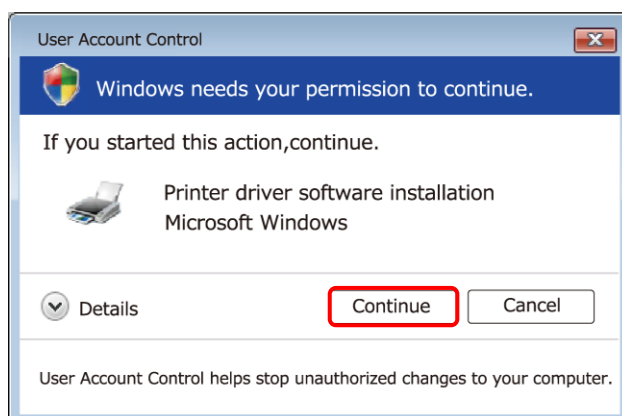 User Account Control
Windows needs your permission to continue.
If you started this action,continue.
Printer driver software installation
Microsoft Windows
Details
Continue
Cancel
User Account Control helps stop unauthorized changes to your computer.